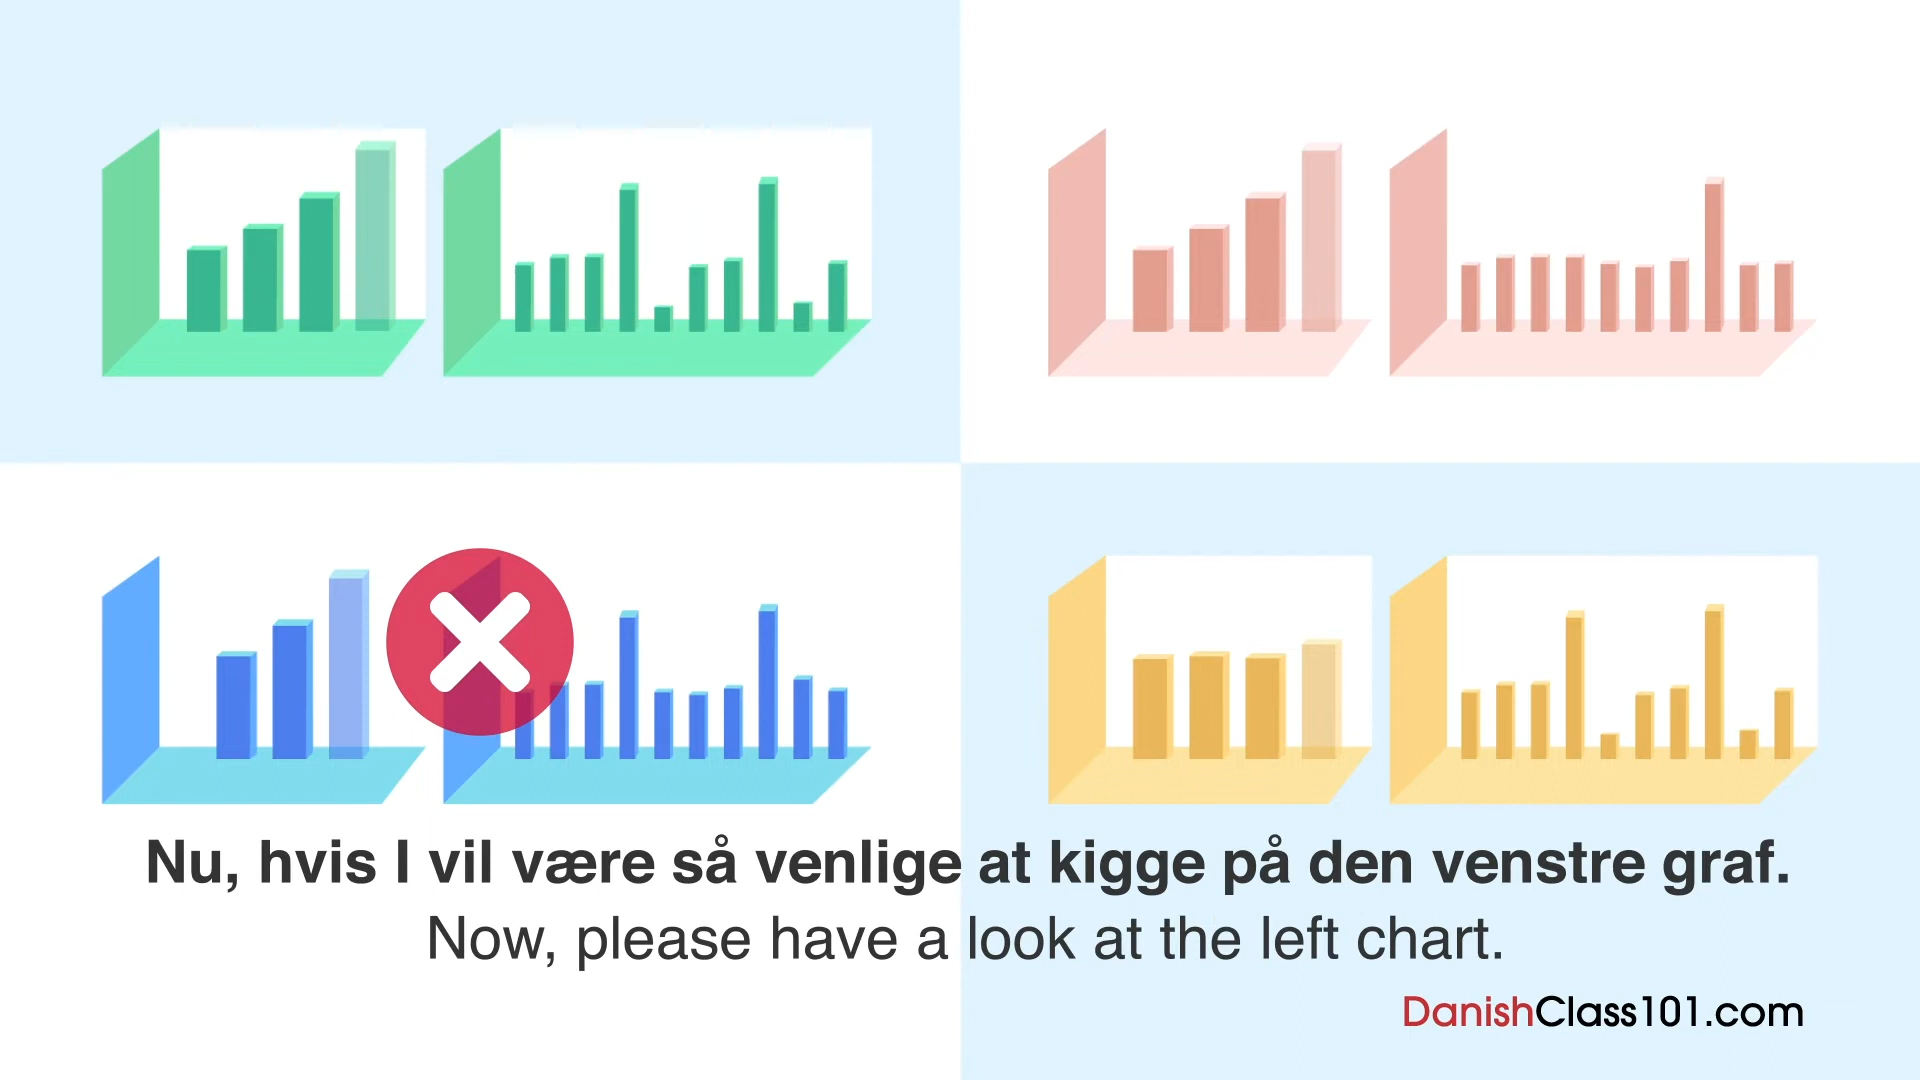 Nu, hvis I vil være så venlige at kigge på den venstre graf.
Now, please have a look at the left chart.
DanishClass101.com